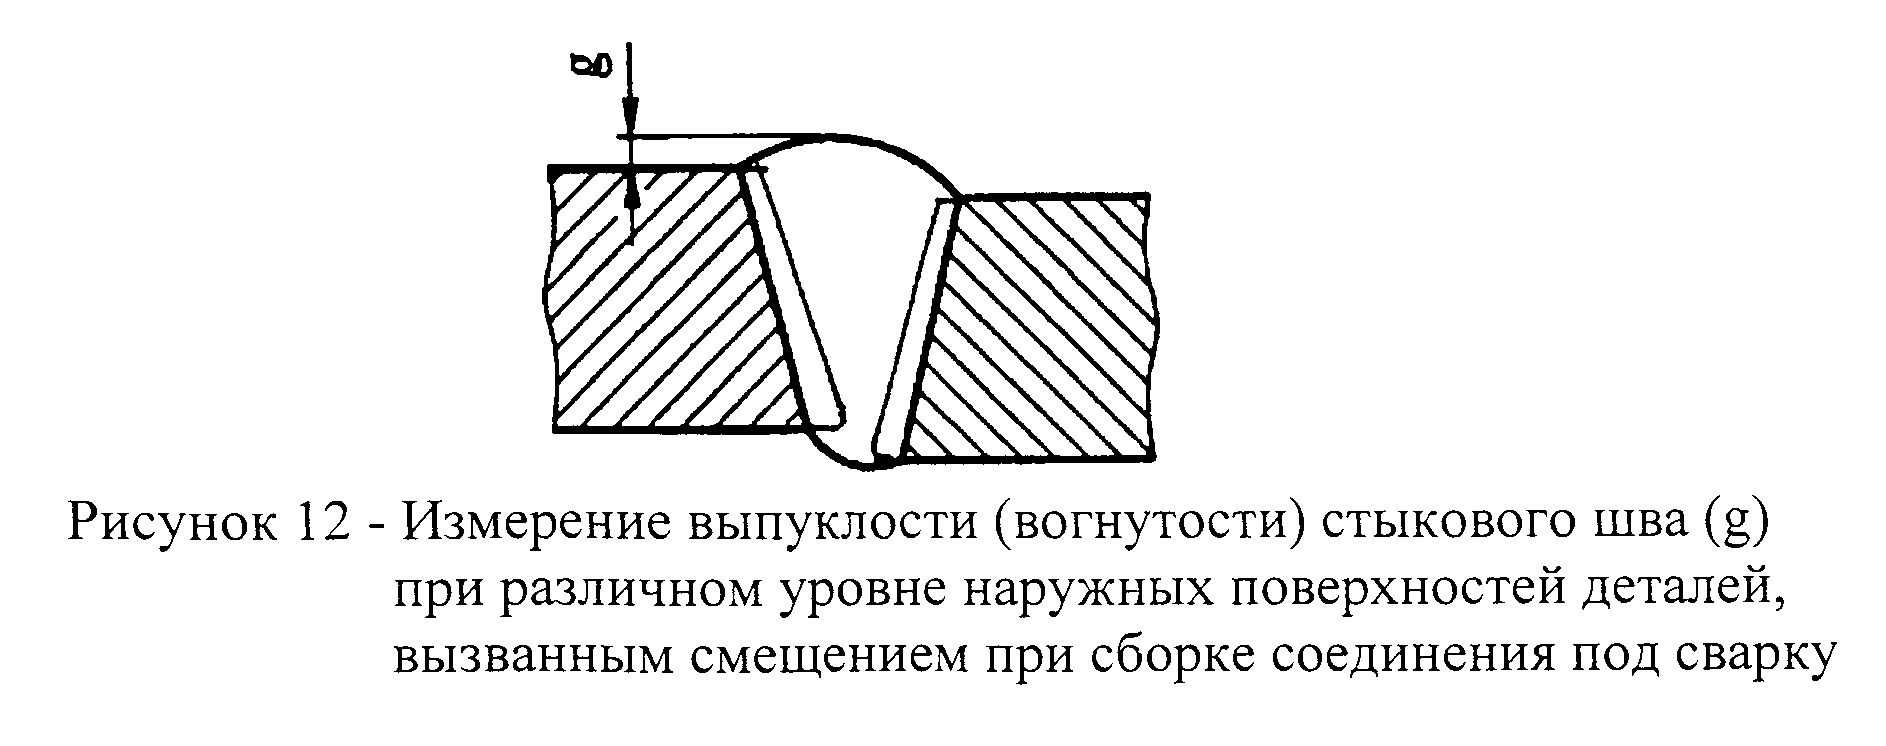 g
Рисунок 12 - Измерение выпуклости (вогнутости) стыкового шва (g)
при различном уровне наружных поверхностей деталей,
вызванным смещением при сборке соединения под сварку